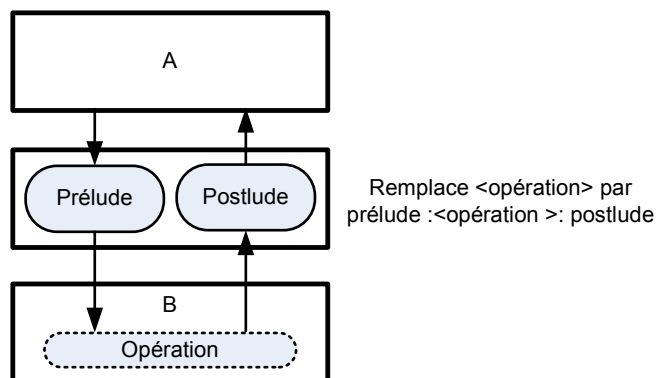 A
Prélude
Postlude
Remplace <opération> par
prélude :<opération >: postlude
B
Opération